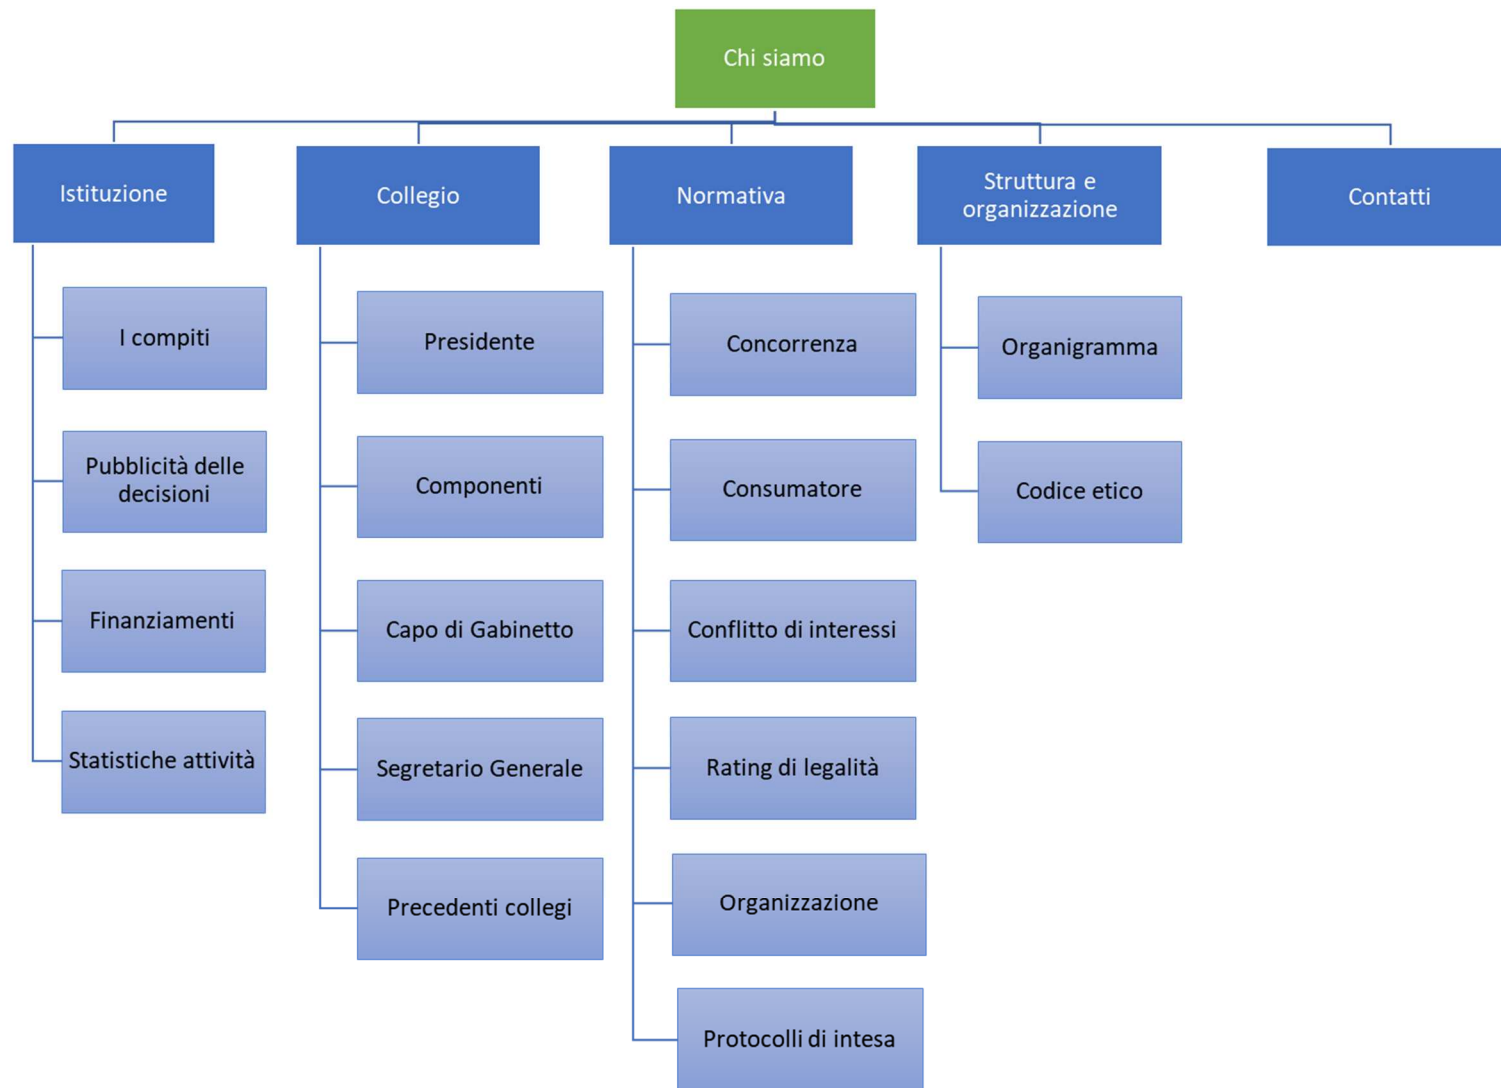 Chi siamo
Istituzione
I compiti
Pubblicità delle
decisioni
Finanziamenti
Statistiche attività
Collegio
Presidente
Componenti
Capo di Gabinetto
Segretario Generale
Precedenti collegi
Normativa
Concorrenza
Consumatore
Conflitto di interessi
Rating di legalità
Organizzazione
Protocolli di intesa
Struttura e
organizzazione
Organigramma
Codice etico
Contatti